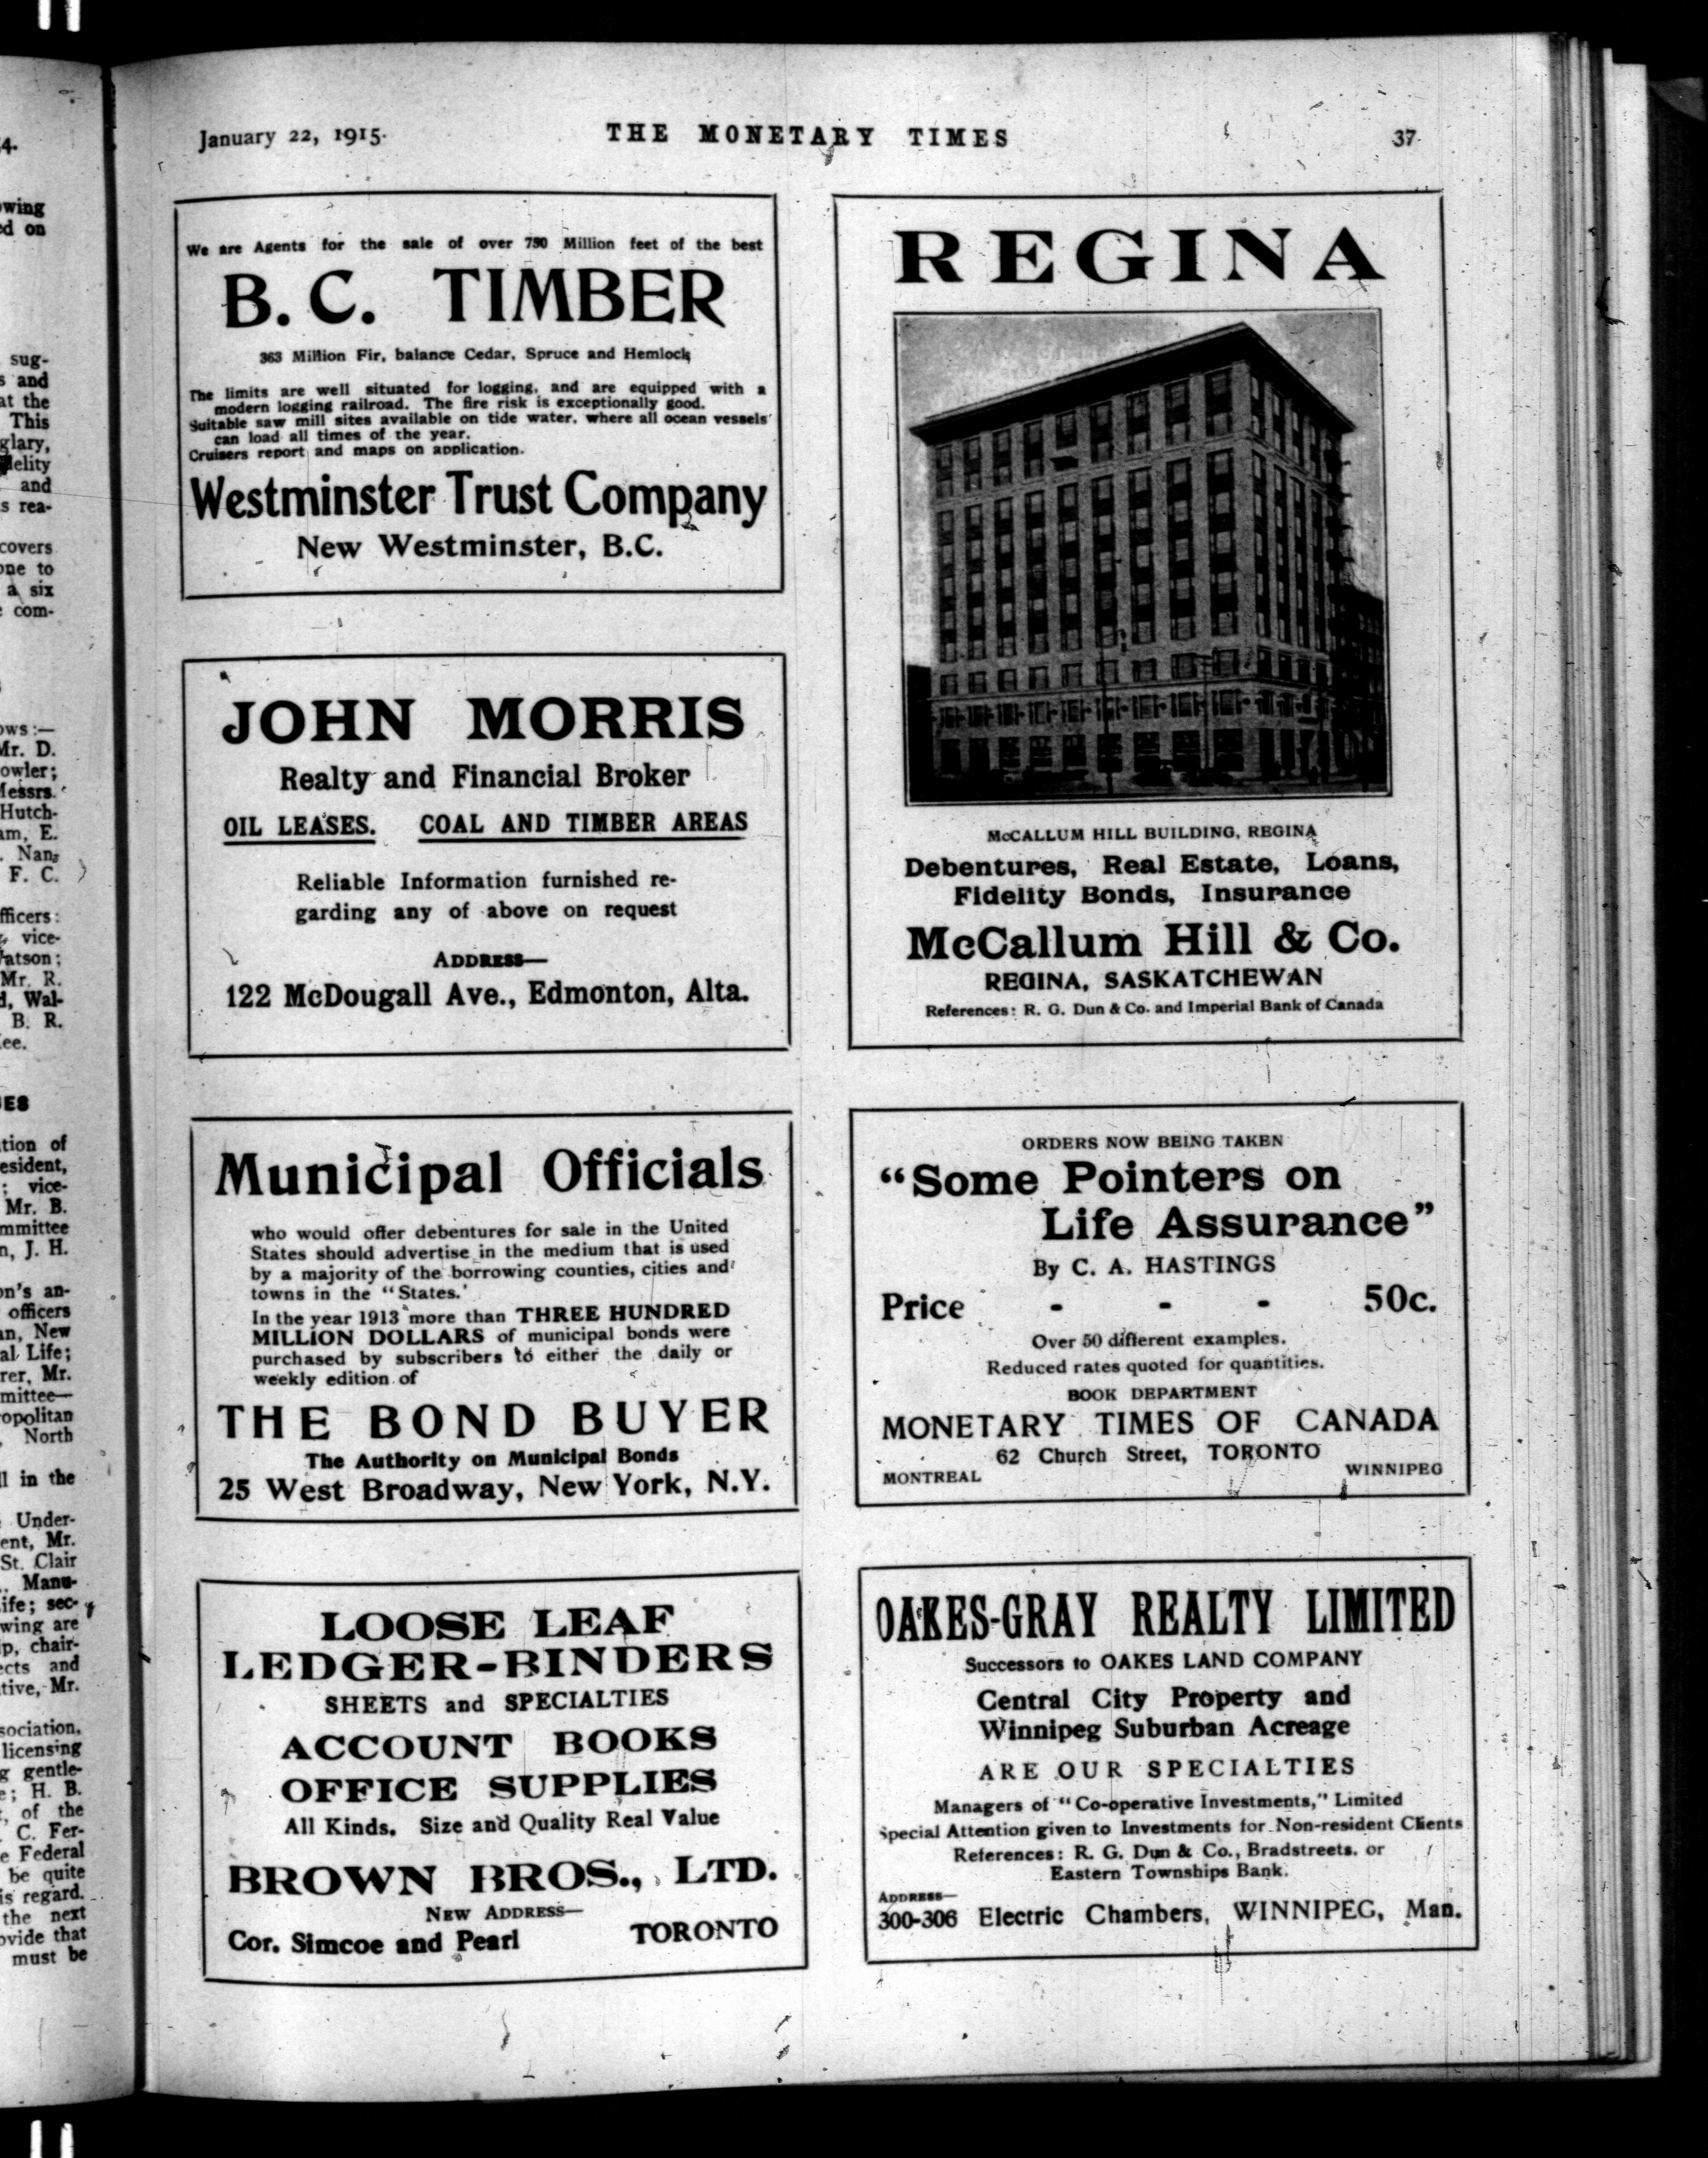 January 22, 1915.
THE MONETARY TIMES
37
We are Agents for the sale of over 750 Million feet of the best
B. C. TIMBER
363 Million Fir, balance Cedar, Spruce and Hemlock
The limits are well situated for logging, and are equipped with a
modern logging railroad. The fire risk is exceptionally good.
Suitable saw mill sites available on tide water, where all ocean vessels
can load all times of the year.
Cruisers report and maps on application.
Westminster Trust Company
New Westminster, B.C.
JOHN MORRIS
Realty and Financial Broker
OIL LEASES. COAL AND TIMBER AREAS
Reliable Information furnished re-
garding any of above on request
ADDRESS—
122 McDougall Ave., Edmonton, Alta.
Municipal Officials
who would offer debentures for sale in the United
States should advertise in the medium that is used
by a majority of the borrowing counties, cities and
towns in the "States.'
In the year 1913 more than THREE HUNDRED
MILLION DOLLARS of municipal bonds were
purchased by subscribers to either the daily or
weekly edition of
THE BOND BUYER
The Authority on Municipal Bonds
25 West Broadway, New York, N.Y.
LOOSE LEAF
LEDGER-BINDERS
SHEETS and SPECIALTIES
ACCOUNT BOOKS
OFFICE SUPPLIES
All Kinds. Size and Quality Real Value
BROWN BROS., LTD.
NEW ADDRESS—
Cor. Simcoe and Pearl TORONTO
REGINA
McCALLUM HILL BUILDING, REGINA
Debentures, Real Estate, Loans,
Fidelity Bonds, Insurance
McCallum Hill & Co.
REGINA, SASKATCHEWAN
References: R. G. Dun & Co. and Imperial Bank of Canada
ORDERS NOW BEING TAKEN
"Some Pointers on
Life Assurance"
By C. A. HASTINGS
Price - - - 50c.
Over 50 different examples.
Reduced rates quoted for quantities.
BOOK DEPARTMENT
MONETARY TIMES OF CANADA
62 Church Street, TORONTO
MONTREAL WINNIPEG
OAKES-GRAY REALTY LIMITED
Successors to OAKES LAND COMPANY
Central City Property and
Winnipeg Suburban Acreage
ARE OUR SPECIALTIES
Managers of "Co-operative Investments," Limited
Special Attention given to Investments for Non-resident Clients
References: R. G. Dun & Co., Bradstreets, or
Eastern Townships Bank.
ADDRESS—
300-306 Electric Chambers, WINNIPEG, Man.